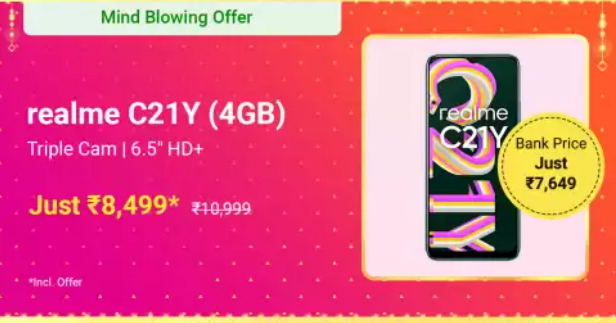 Mind Blowing Offer
realme C21Y (4GB)
Triple Cam | 6.5" HD+
Just ₹8,499* ₹10,999
*Incl. Offer
realme
C21Y
C21Y
Bank Price
Just
₹7,649